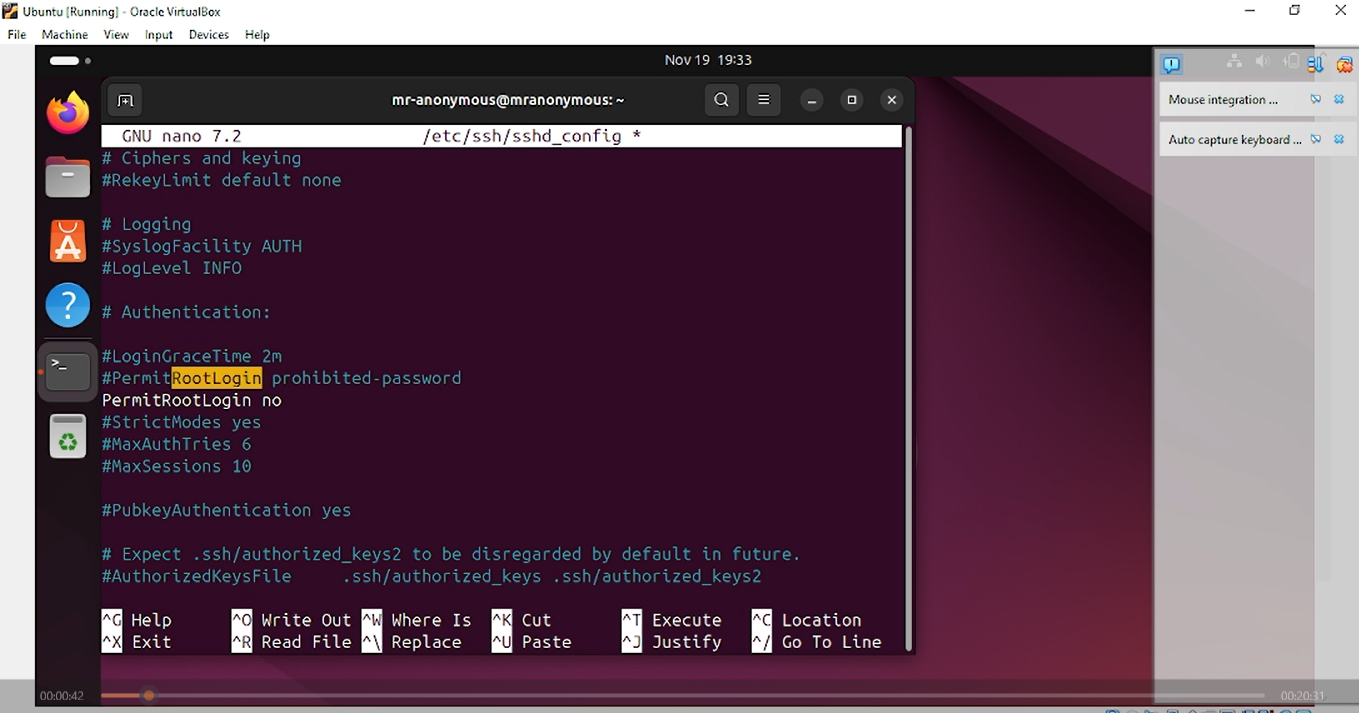 Ubuntu [Running] - Oracle VirtualBox
File Machine View Input Devices Help
Nov 19 19:33
mr-anonymous@mranonymous: ~
Mouse integration ...
Auto capture keyboard ...
GNU nano 7.2 /etc/ssh/sshd_config *
# Ciphers and keying
#RekeyLimit default none
# Logging
#SyslogFacility AUTH
#LogLevel INFO
# Authentication:
#LoginGraceTime 2m
#PermitRootLogin prohibited-password
PermitRootLogin no
#StrictModes yes
#MaxAuthTries 6
#MaxSessions 10
#PubkeyAuthentication yes
# Expect .ssh/authorized_keys2 to be disregarded by default in future.
#AuthorizedKeysFile .ssh/authorized_keys .ssh/authorized_keys2
^G Help ^O Write Out ^W Where Is ^K Cut ^T Execute ^C Location
^X Exit ^R Read File ^\ Replace ^U Paste ^J Justify ^/ Go To Line
00:00:42 00:20:31